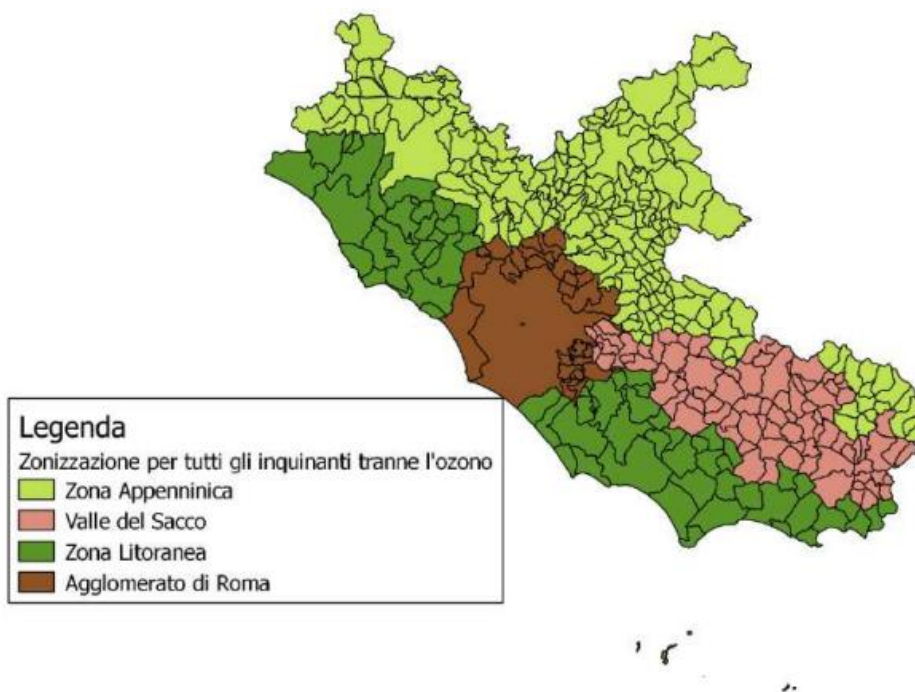 Legenda
Zonizzazione per tutti gli inquinanti tranne l'ozono
Zona Appenninica
Valle del Sacco
Zona Litoranea
Agglomerato di Roma